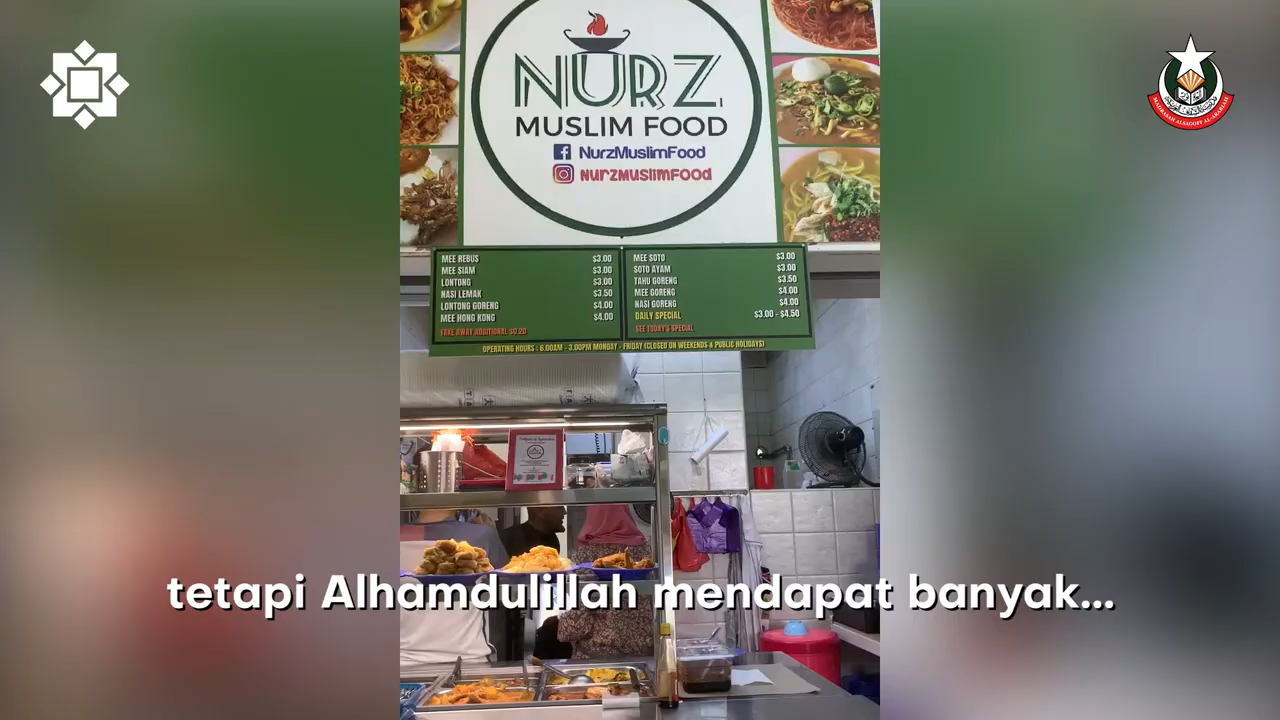 NURZ
MUSLIM FOOD
NurzMuslimFood
NURZMUSLIMFOOD
MEE REBUS $3.00
MEE SIAM $3.00
LONTONG $3.00
NASI LEMAK $3.50
LONTONG GORENG $4.00
MEE HONG KONG $4.00
TAKE AWAY ADDITIONAL $0.20
MEE SOTO $3.00
SOTO AYAM $3.00
TAHU GORENG $3.50
MEE GORENG $4.00
NASI GORENG $4.00
DAILY SPECIAL $3.00 - $4.50
SEE TODAY'S SPECIAL
OPERATING HOURS : 6.00AM - 3.00PM MONDAY - FRIDAY (CLOSED ON WEEKENDS & PUBLIC HOLIDAYS)
tetapi Alhamdulillah mendapat banyak...
MADRASAH ALSAGOFF AL-ARABIAH